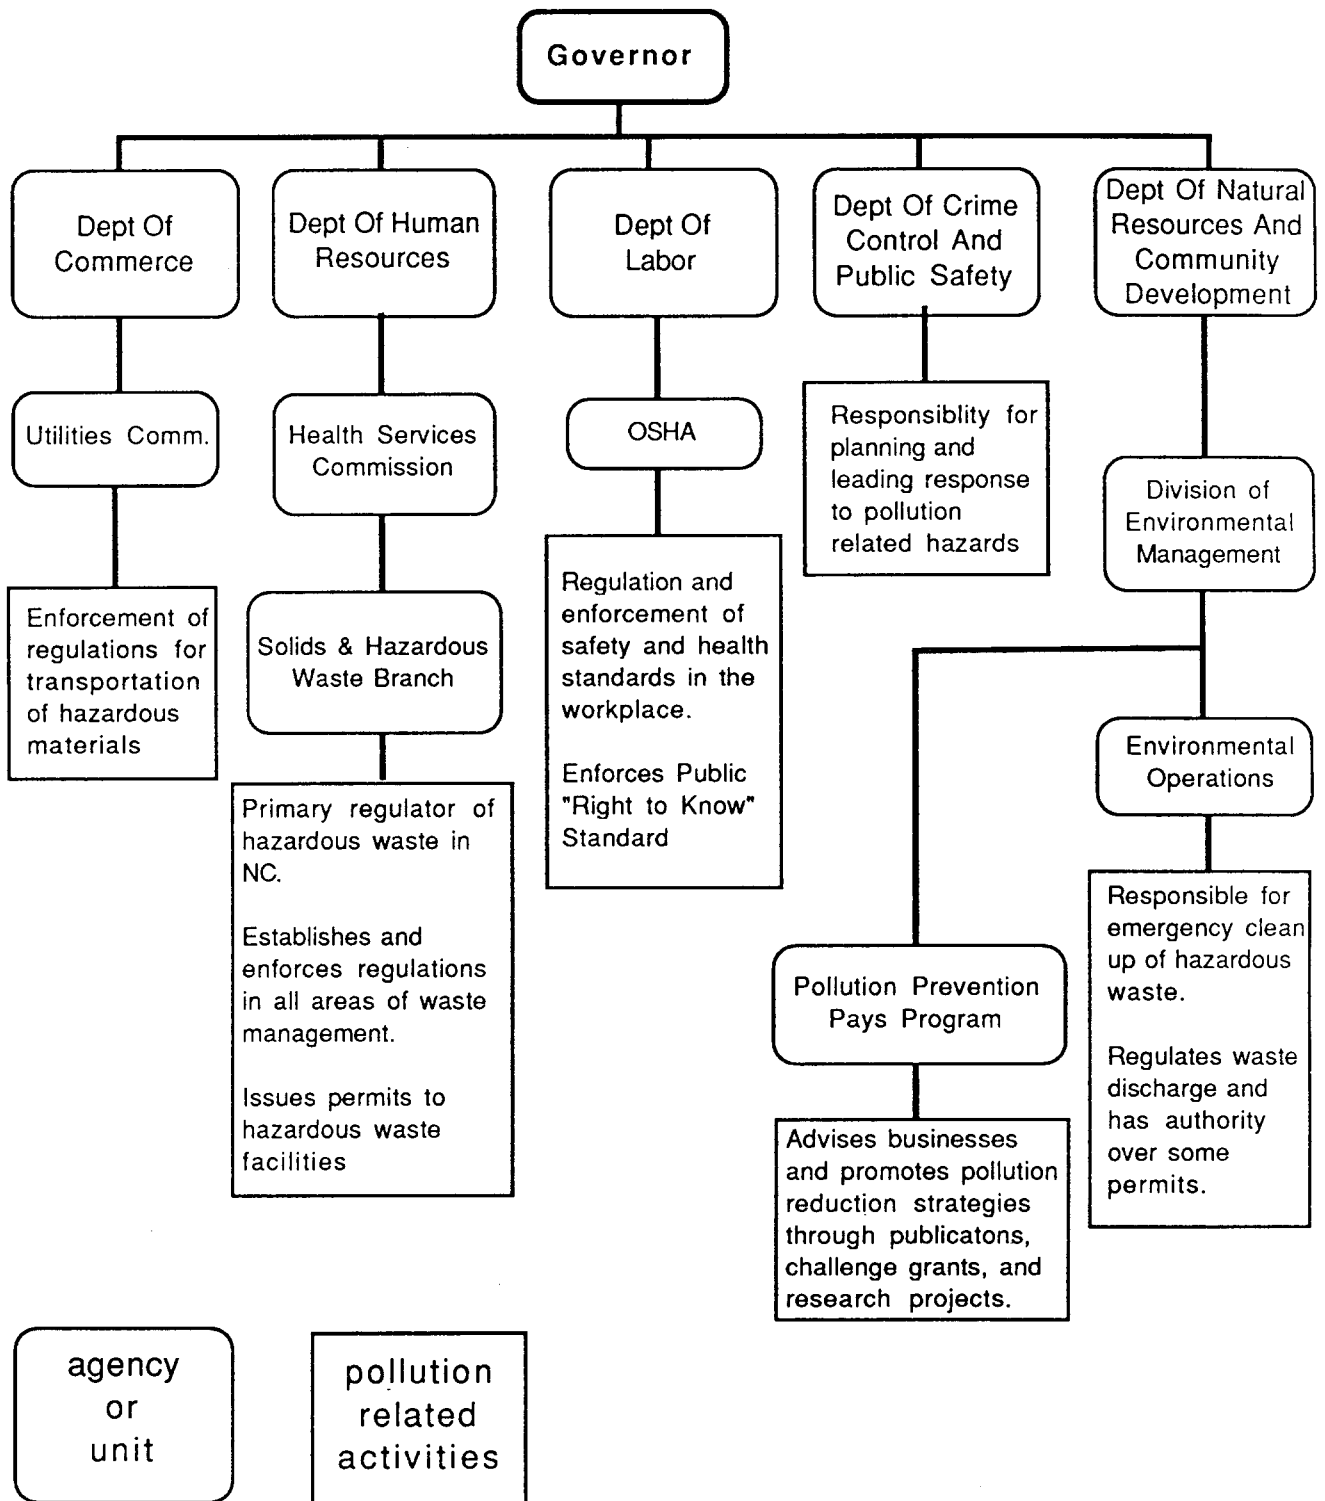 Governor
Dept Of
Commerce
Dept Of Human
Resources
Dept Of
Labor
Dept Of Crime
Control And
Public Safety
Dept Of Natural
Resources And
Community
Development
Utilities Comm.
Health Services
Commission
OSHA
Responsiblity for
planning and
leading response
to pollution
related hazards
Division of
Environmental
Management
Enforcement of
regulations for
transportation
of hazardous
materials
Solids & Hazardous
Waste Branch
Regulation and
enforcement of
safety and health
standards in the
workplace.
Enforces Public
"Right to Know"
Standard
Environmental
Operations
Primary regulator of
hazardous waste in
NC.
Establishes and
enforces regulations
in all areas of waste
management.
Issues permits to
hazardous waste
facilities
Pollution Prevention
Pays Program
Responsible for
emergency clean
up of hazardous
waste.
Regulates waste
discharge and
has authority
over some
permits.
Advises businesses
and promotes pollution
reduction strategies
through publicatons,
challenge grants, and
research projects.
agency
or
unit
pollution
related
activities